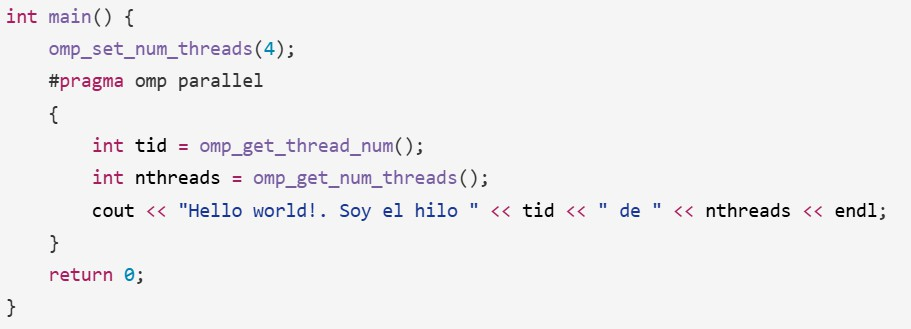 int main() {
    omp_set_num_threads(4);
    #pragma omp parallel
    {
        int tid = omp_get_thread_num();
        int nthreads = omp_get_num_threads();
        cout << "Hello world!. Soy el hilo " << tid << " de " << nthreads << endl;
    }
    return 0;
}